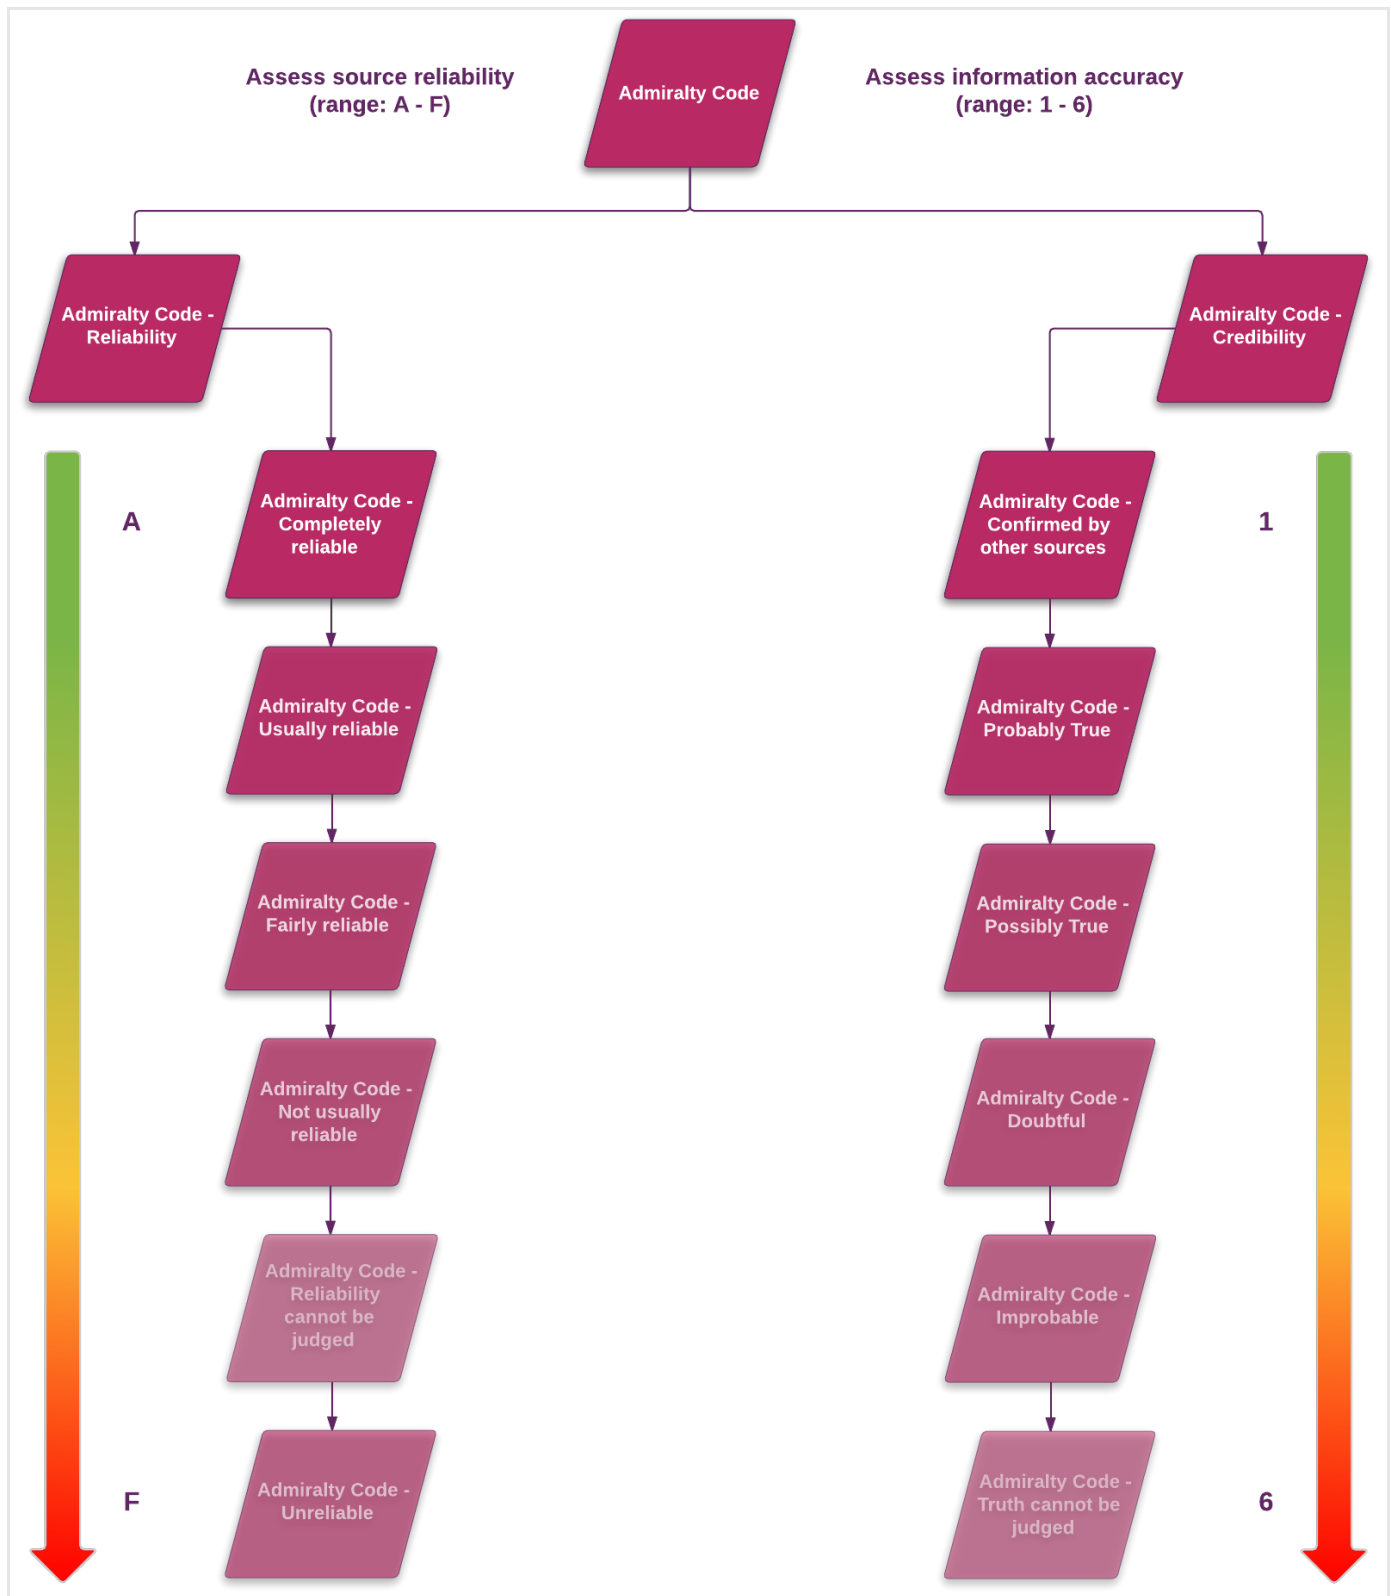 Assess source reliability
(range: A - F)
Admiralty Code
Assess information accuracy
(range: 1 - 6)
Admiralty Code -
Reliability
Admiralty Code -
Credibility
A
Admiralty Code -
Completely
reliable
Admiralty Code -
Confirmed by
other sources
1
Admiralty Code -
Usually reliable
Admiralty Code -
Probably True
Admiralty Code -
Fairly reliable
Admiralty Code -
Possibly True
Admiralty Code -
Not usually
reliable
Admiralty Code -
Doubtful
Admiralty Code -
Reliability
cannot be
judged
Admiralty Code -
Improbable
F
Admiralty Code -
Unreliable
Admiralty Code -
Truth cannot be
judged
6